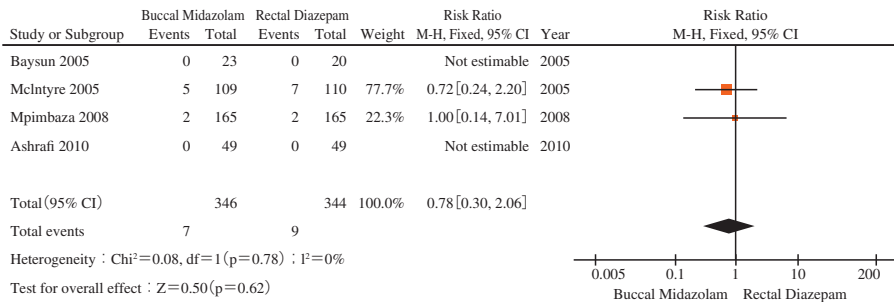 Buccal Midazolam Rectal Diazepam Risk Ratio Risk Ratio
Study or Subgroup Events Total Events Total Weight M-H, Fixed, 95% CI Year M-H, Fixed, 95% CI
Baysun 2005 0 23 0 20 Not estimable 2005
McIntyre 2005 5 109 7 110 77.7% 0.72[0.24, 2.20] 2005
Mpimbaza 2008 2 165 2 165 22.3% 1.00[0.14, 7.01] 2008
Ashrafi 2010 0 49 0 49 Not estimable 2010
Total(95% CI) 346 344 100.0% 0.78[0.30, 2.06]
Total events 7 9
Heterogeneity：Chi²＝0.08, df＝1(p＝0.78)：I²＝0%
Test for overall effect：Z＝0.50(p＝0.62)
0.005 0.1 1 10 200
Buccal Midazolam Rectal Diazepam